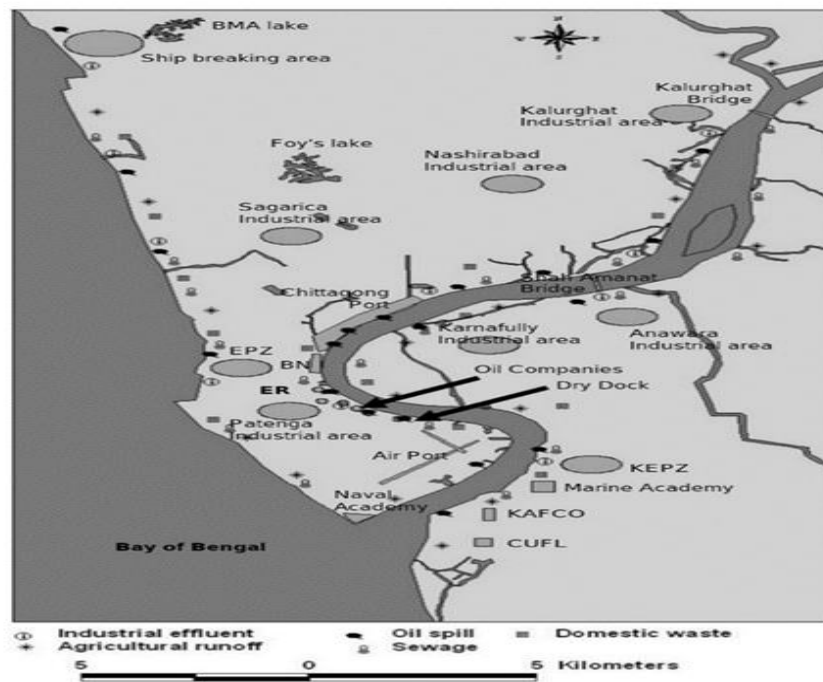 BMA lake
Ship breaking area
Kalurghat
Bridge
Kalurghat
Industrial area
Foy's lake
Nashirabad
Industrial area
Sagarica
Industrial area
Shah Amanat
Bridge
Chittagong
Port
Karnafully
Industrial area
Anawara
Industrial area
EPZ
BN
Oil Companies
ER
Dry Dock
Patenga
Industrial area
Air Port
KEPZ
Naval
Academy
Marine Academy
KAFCO
Bay of Bengal
CUFL
Industrial effluent Oil spill Domestic waste
Agricultural runoff Sewage
5 0 5 Kilometers